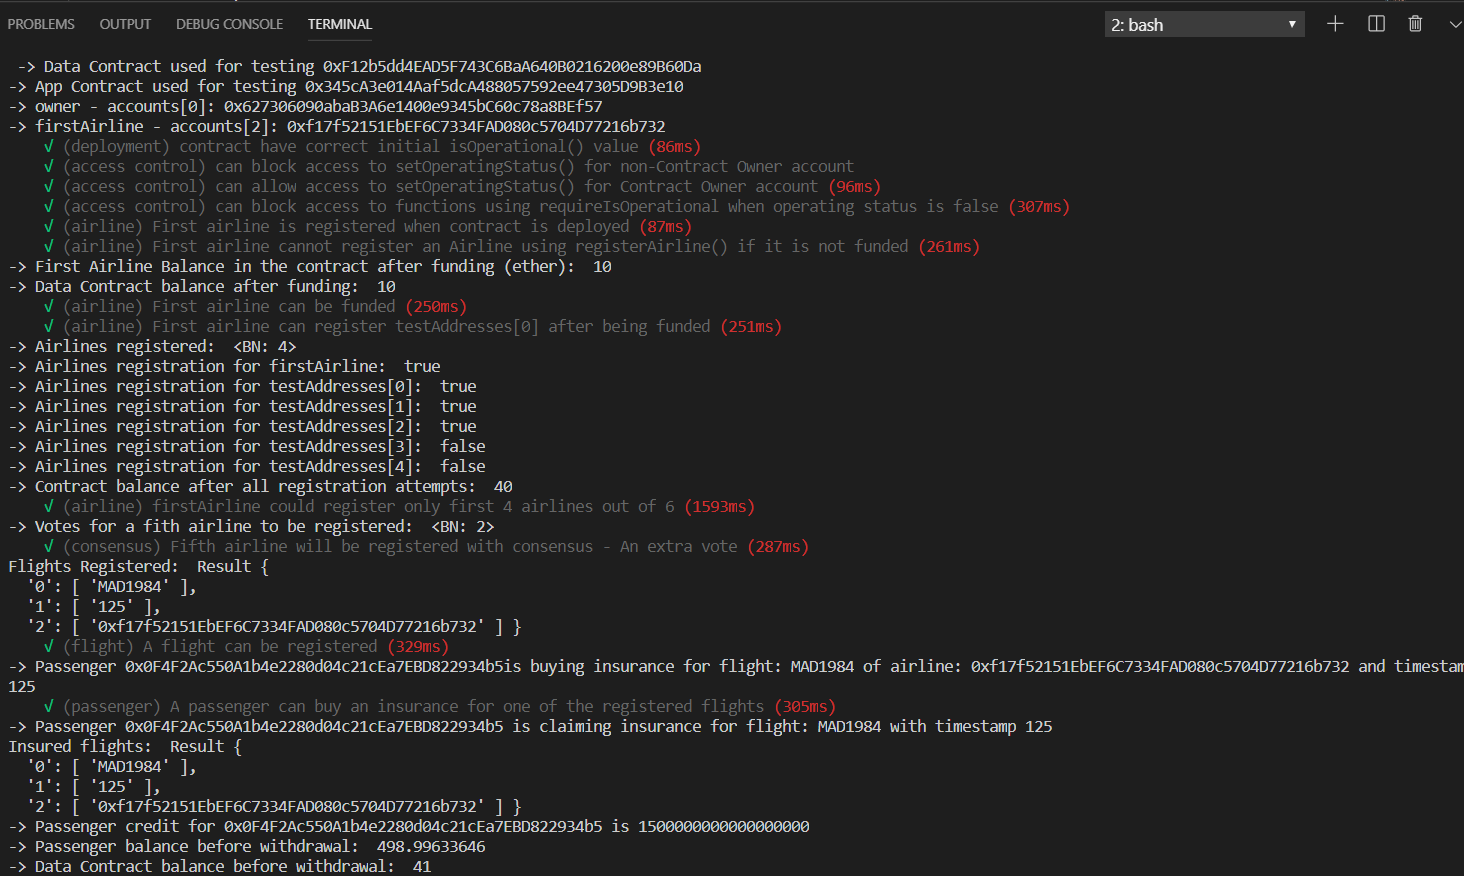 PROBLEMS OUTPUT DEBUG CONSOLE TERMINAL 2: bash
-> Data Contract used for testing 0xF12b5dd4EAD5F743C6BaA640B0216200e89B60Da
-> App Contract used for testing 0x345cA3e014Aaf5dcA488057592ee47305D9B3e10
-> owner - accounts[0]: 0x627306090abaB3A6e1400e9345bC60c78a8BEf57
-> firstAirline - accounts[2]: 0xf17f52151EbEF6C7334FAD080c5704D77216b732
√ (deployment) contract have correct initial isOperational() value (86ms)
√ (access control) can block access to setOperatingStatus() for non-Contract Owner account
√ (access control) can allow access to setOperatingStatus() for Contract Owner account (96ms)
√ (access control) can block access to functions using requireIsOperational when operating status is false (307ms)
√ (airline) First airline is registered when contract is deployed (87ms)
√ (airline) First airline cannot register an Airline using registerAirline() if it is not funded (261ms)
-> First Airline Balance in the contract after funding (ether):  10
-> Data Contract balance after funding:  10
√ (airline) First airline can be funded (250ms)
√ (airline) First airline can register testAddresses[0] after being funded (251ms)
-> Airlines registered:  <BN: 4>
-> Airlines registration for firstAirline:  true
-> Airlines registration for testAddresses[0]:  true
-> Airlines registration for testAddresses[1]:  true
-> Airlines registration for testAddresses[2]:  true
-> Airlines registration for testAddresses[3]:  false
-> Airlines registration for testAddresses[4]:  false
-> Contract balance after all registration attempts:  40
√ (airline) firstAirline could register only first 4 airlines out of 6 (1593ms)
-> Votes for a fith airline to be registered:  <BN: 2>
√ (consensus) Fifth airline will be registered with consensus - An extra vote (287ms)
Flights Registered:  Result {
'0': [ 'MAD1984' ],
'1': [ '125' ],
'2': [ '0xf17f52151EbEF6C7334FAD080c5704D77216b732' ] }
√ (flight) A flight can be registered (329ms)
-> Passenger 0x0F4F2Ac550A1b4e2280d04c21cEa7EBD822934b5is buying insurance for flight: MAD1984 of airline: 0xf17f52151EbEF6C7334FAD080c5704D77216b732 and timestam
125
√ (passenger) A passenger can buy an insurance for one of the registered flights (305ms)
-> Passenger 0x0F4F2Ac550A1b4e2280d04c21cEa7EBD822934b5 is claiming insurance for flight: MAD1984 with timestamp 125
Insured flights:  Result {
'0': [ 'MAD1984' ],
'1': [ '125' ],
'2': [ '0xf17f52151EbEF6C7334FAD080c5704D77216b732' ] }
-> Passenger credit for 0x0F4F2Ac550A1b4e2280d04c21cEa7EBD822934b5 is 1500000000000000000
-> Passenger balance before withdrawal:  498.99633646
-> Data Contract balance before withdrawal:  41